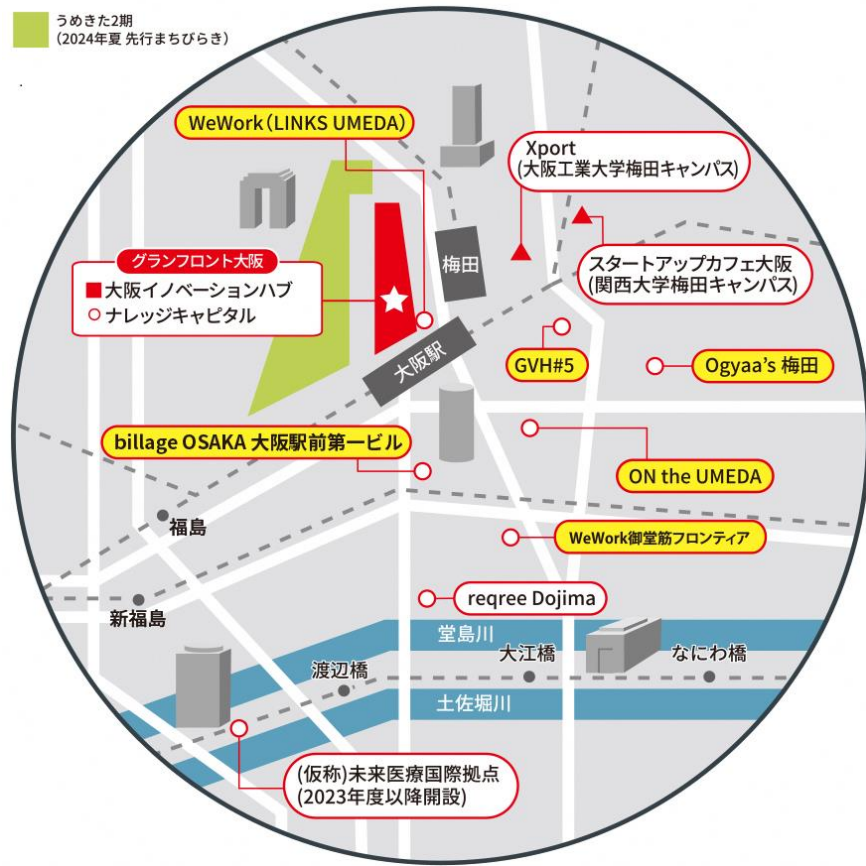 うめきた2期
(2024年夏 先行まちびらき)
WeWork(LINKS UMEDA)
Xport
(大阪工業大学梅田キャンパス)
梅田
スタートアップカフェ大阪
(関西大学梅田キャンパス)
グランフロント大阪
大阪イノベーションハブ
ナレッジキャピタル
大阪駅
GVH#5
Ogyaa's 梅田
billage OSAKA 大阪駅前第一ビル
ON the UMEDA
福島
WeWork御堂筋フロンティア
新福島
reqree Dojima
堂島川
渡辺橋
大江橋
なにわ橋
土佐堀川
(仮称)未来医療国際拠点
(2023年度以降開設)